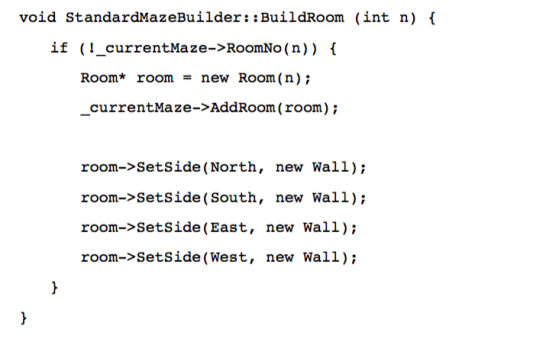 void StandardMazeBuilder::BuildRoom (int n) {
if (!_currentMaze->RoomNo(n)) {
Room* room = new Room(n);
_currentMaze->AddRoom(room);
room->SetSide(North, new Wall);
room->SetSide(South, new Wall);
room->SetSide(East, new Wall);
room->SetSide(West, new Wall);
}
}